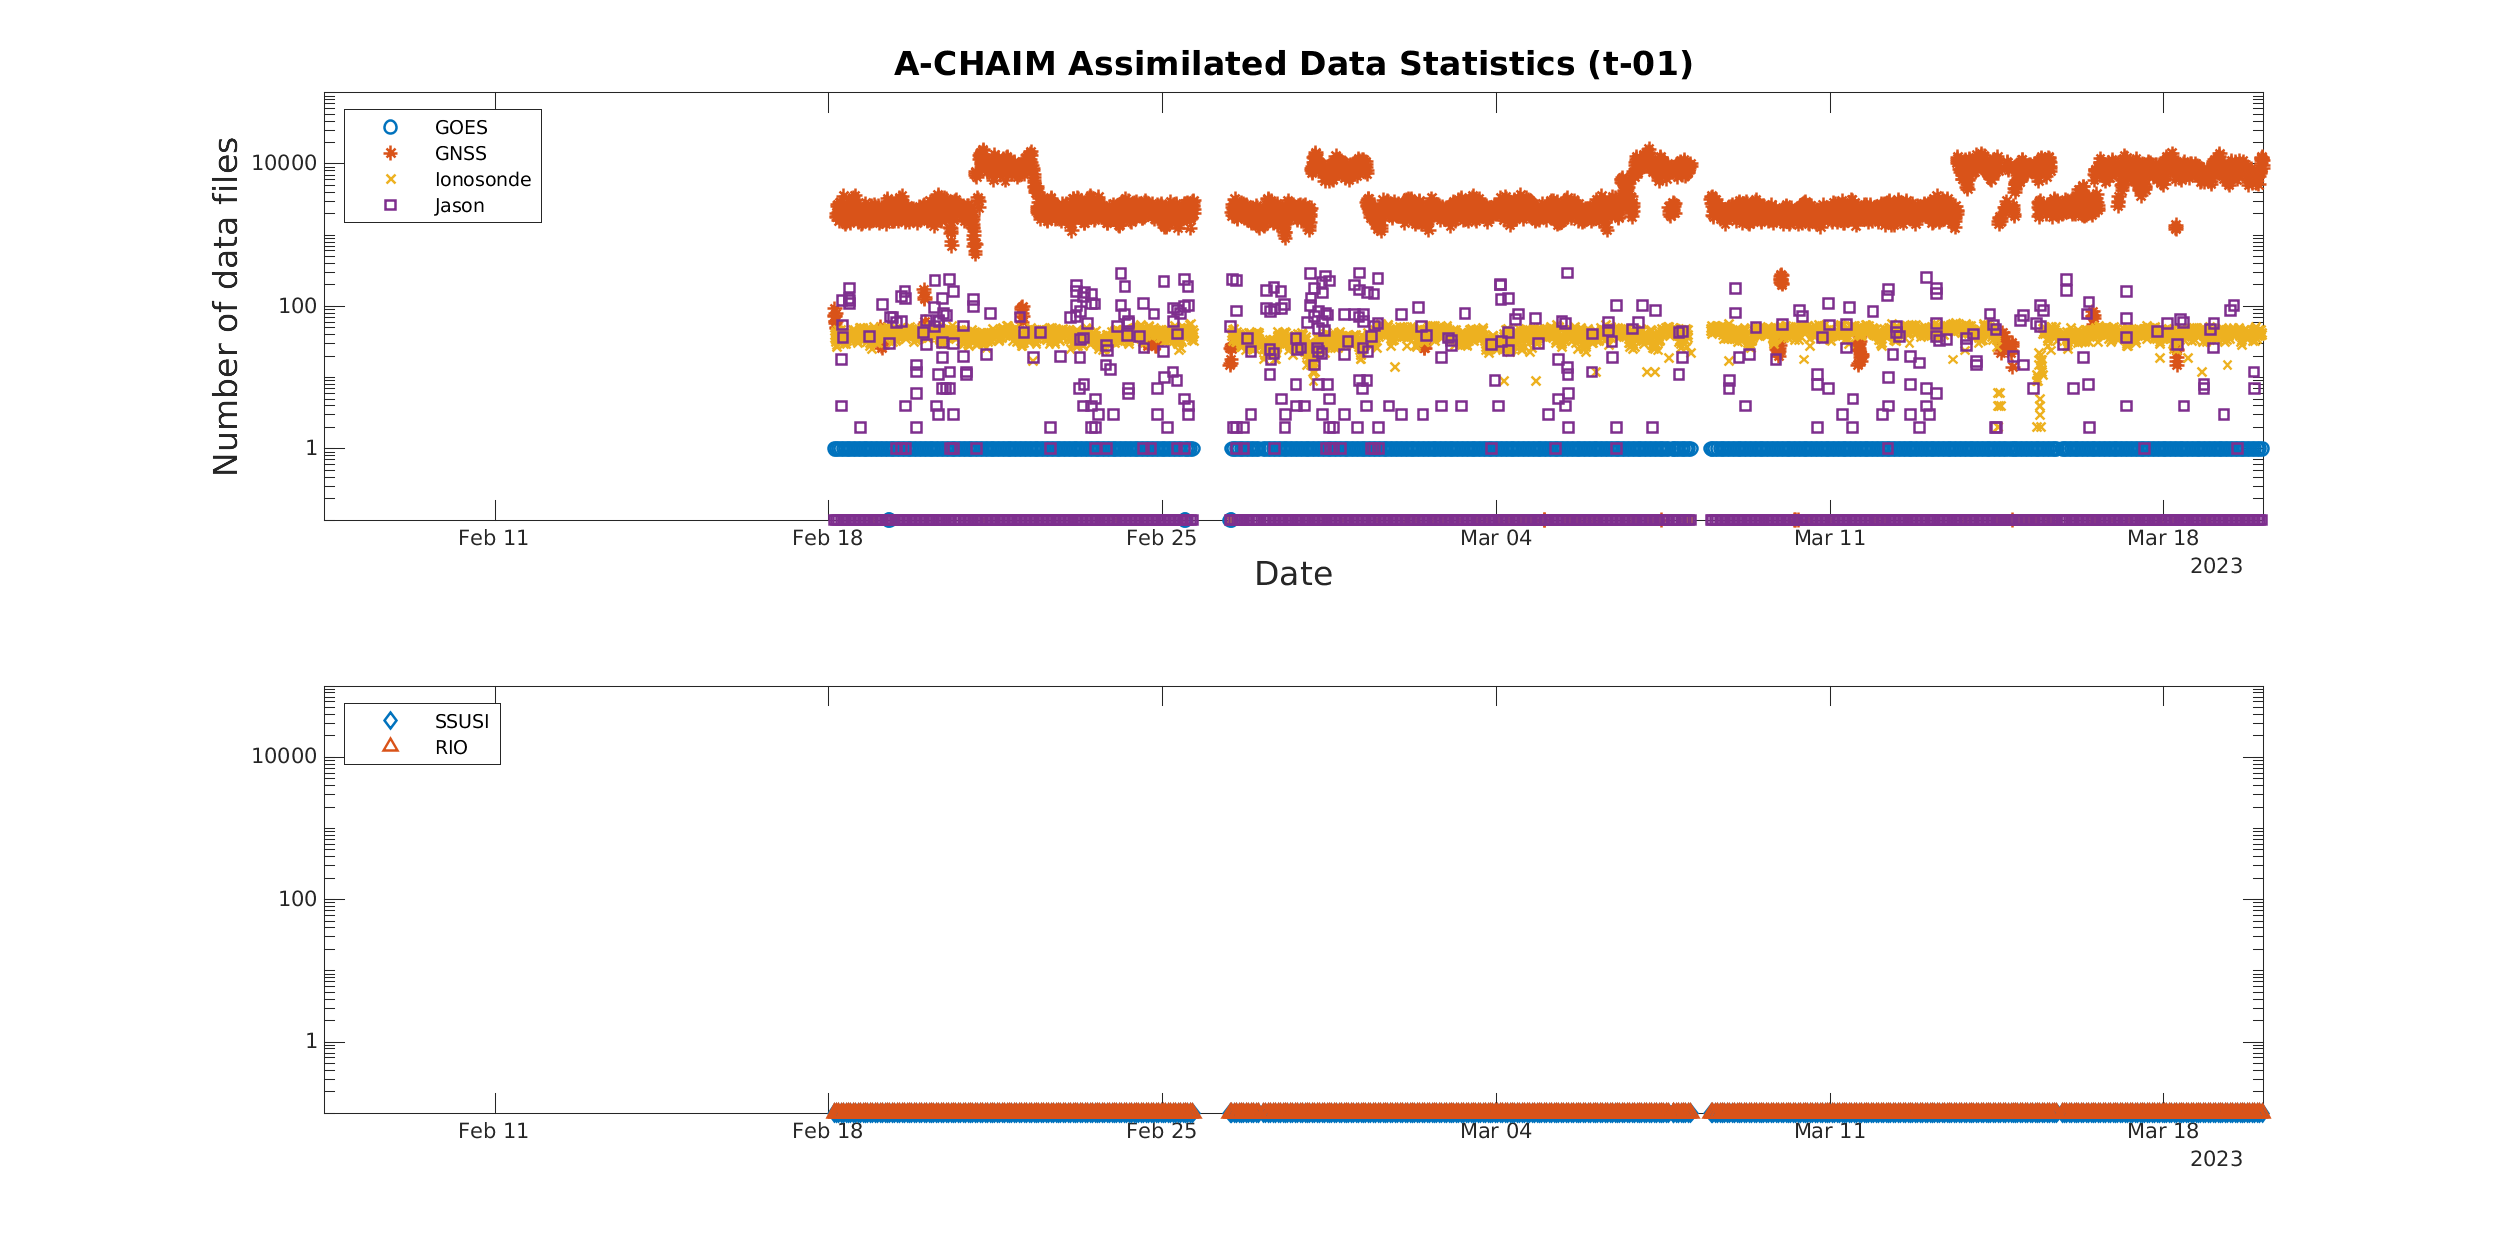 A-CHAIM Assimilated Data Statistics (t-01)
GOES
GNSS
Ionosonde
Jason
Number of data files
10000
100
1
Feb 11
Feb 18
Feb 25
Mar 04
Mar 11
Mar 18
2023
Date
SSUSI
RIO
10000
100
1
Feb 11
Feb 18
Feb 25
Mar 04
Mar 11
Mar 18
2023